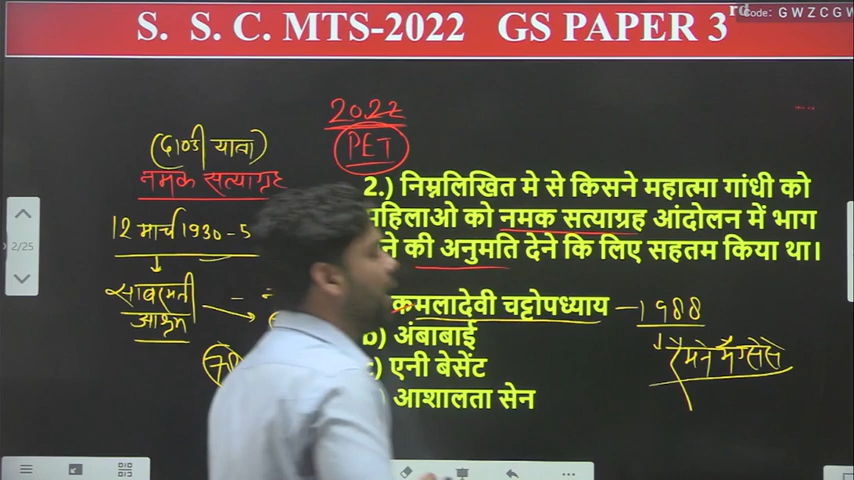 S. S. C. MTS-2022 GS PAPER 3
Code: GWZCGW
2022
PET
(दाण्डी यात्रा)
नमक सत्याग्रह
12 मार्च 1930-5
साबरमती
आश्रम
2/25
2.) निम्नलिखित मे से किसने महात्मा गांधी को
महिलाओ को नमक सत्याग्रह आंदोलन में भाग
की अनुमति देने कि लिए सहतम किया था।
कमलादेवी चट्टोपध्याय - 1988
b) अंबाबाई
) एनी बेसेंट
आशालता सेन
रैमने मैग्सेसे